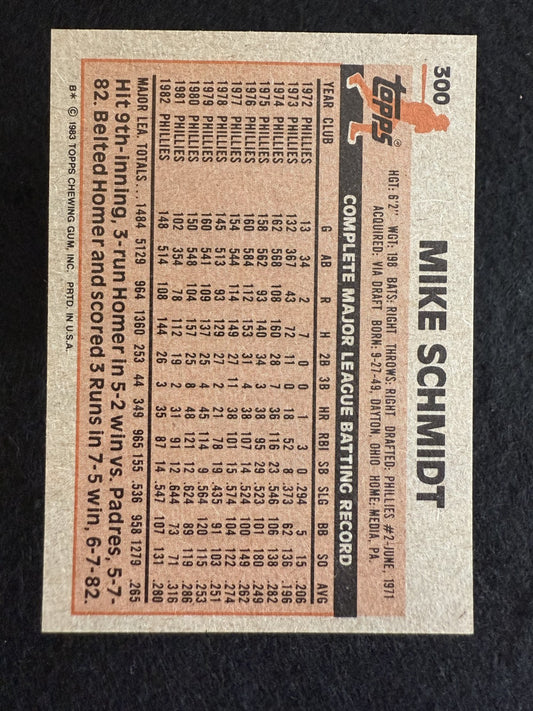 300
MIKE SCHMIDT
topps®
HGT: 6'2" WGT: 198 BATS: RIGHT THROWS: RIGHT DRAFTED: PHILLIES #2-JUNE, 1971
ACQUIRED: VIA DRAFT BORN: 9-27-49, DAYTON, OHIO HOME: MEDIA, PA
COMPLETE MAJOR LEAGUE BATTING RECORD
YEAR CLUB G AB R H 2B 3B HR RBI SB SLG BB SO AVG
1972 PHILLIES 13 34 2 7 0 0 1 3 0 .294 5 15 .206
1973 PHILLIES 132 367 43 72 11 0 18 52 8 .373 62 136 .196
1974 PHILLIES 162 568 108 160 28 7 36 116 23 .546 106 138 .282
1975 PHILLIES 158 562 93 140 34 3 38 95 29 .523 101 180 .249
1976 PHILLIES 160 584 112 153 31 4 38 107 14 .524 100 149 .262
1977 PHILLIES 154 544 114 149 27 11 38 101 15 .574 104 122 .274
1978 PHILLIES 145 513 93 129 27 2 21 78 19 .435 91 103 .251
1979 PHILLIES 160 541 109 137 25 4 45 114 9 .564 120 115 .253
1980 PHILLIES 150 548 104 157 25 8 48 121 12 .624 89 119 .286
1981 PHILLIES 102 354 78 112 19 2 31 91 12 .644 73 71 .316
1982 PHILLIES 148 514 108 144 26 3 35 87 14 .547 107 131 .280
MAJOR LEA. TOTALS... 1484 5129 964 1360 253 44 349 965 155 .536 958 1279 .265
Hit 9th-inning, 3-run Homer in 5-2 win vs. Padres, 5-7-
82. Belted Homer and scored 3 Runs in 7-5 win, 6-7-82.
B* © 1983 TOPPS CHEWING GUM, INC. PRTD. IN U.S.A.